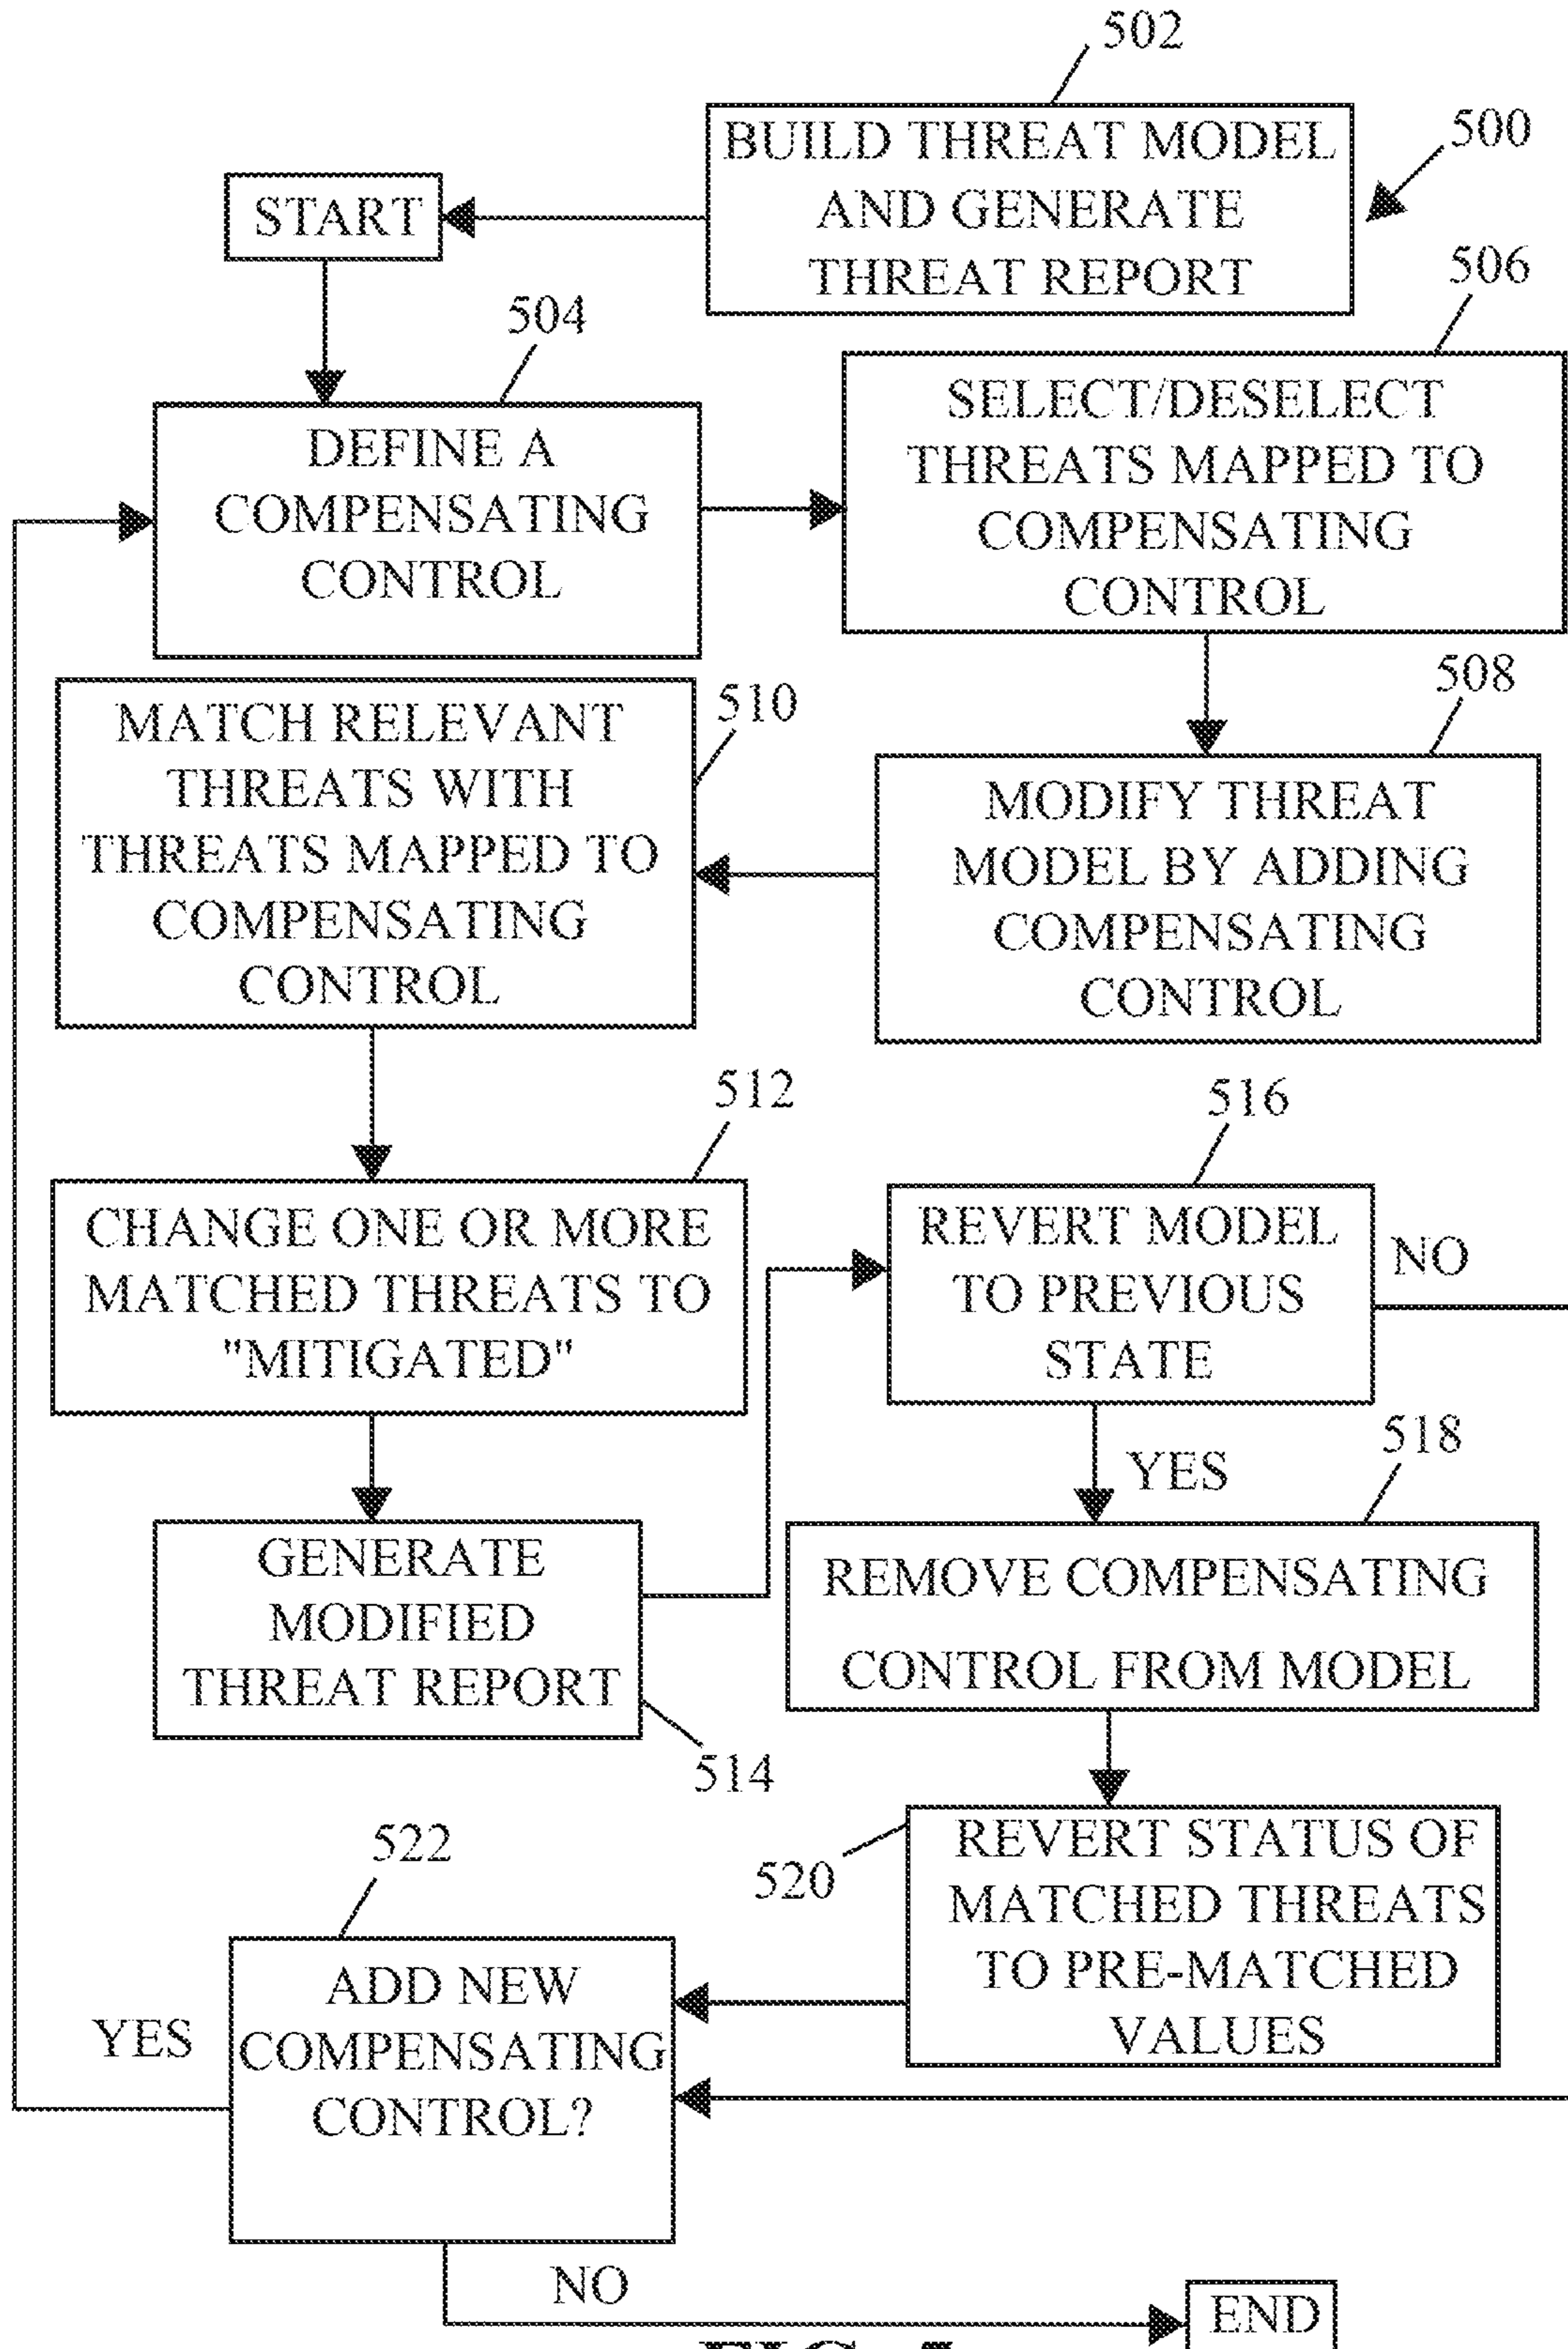 502
BUILD THREAT MODEL
AND GENERATE
THREAT REPORT
500
START
504
DEFINE A
COMPENSATING
CONTROL
506
SELECT/DESELECT
THREATS MAPPED TO
COMPENSATING
CONTROL
508
MODIFY THREAT
MODEL BY ADDING
COMPENSATING
CONTROL
510
MATCH RELEVANT
THREATS WITH
THREATS MAPPED TO
COMPENSATING
CONTROL
512
CHANGE ONE OR MORE
MATCHED THREATS TO
"MITIGATED"
GENERATE
MODIFIED
THREAT REPORT
514
516
REVERT MODEL
TO PREVIOUS
STATE
NO
YES
518
REMOVE COMPENSATING
CONTROL FROM MODEL
520
REVERT STATUS OF
MATCHED THREATS
TO PRE-MATCHED
VALUES
522
ADD NEW
COMPENSATING
CONTROL?
YES
NO
END